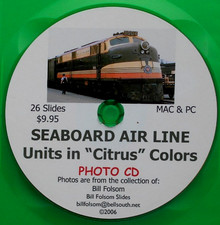 26 Slides
$9.95
MAC & PC
SEABOARD AIR LINE
Units in “Citrus” Colors
PHOTO CD
Photos are from the collection of:
Bill Folsom
Bill Folsom Slides
billfolsom@bellsouth.net
©2006